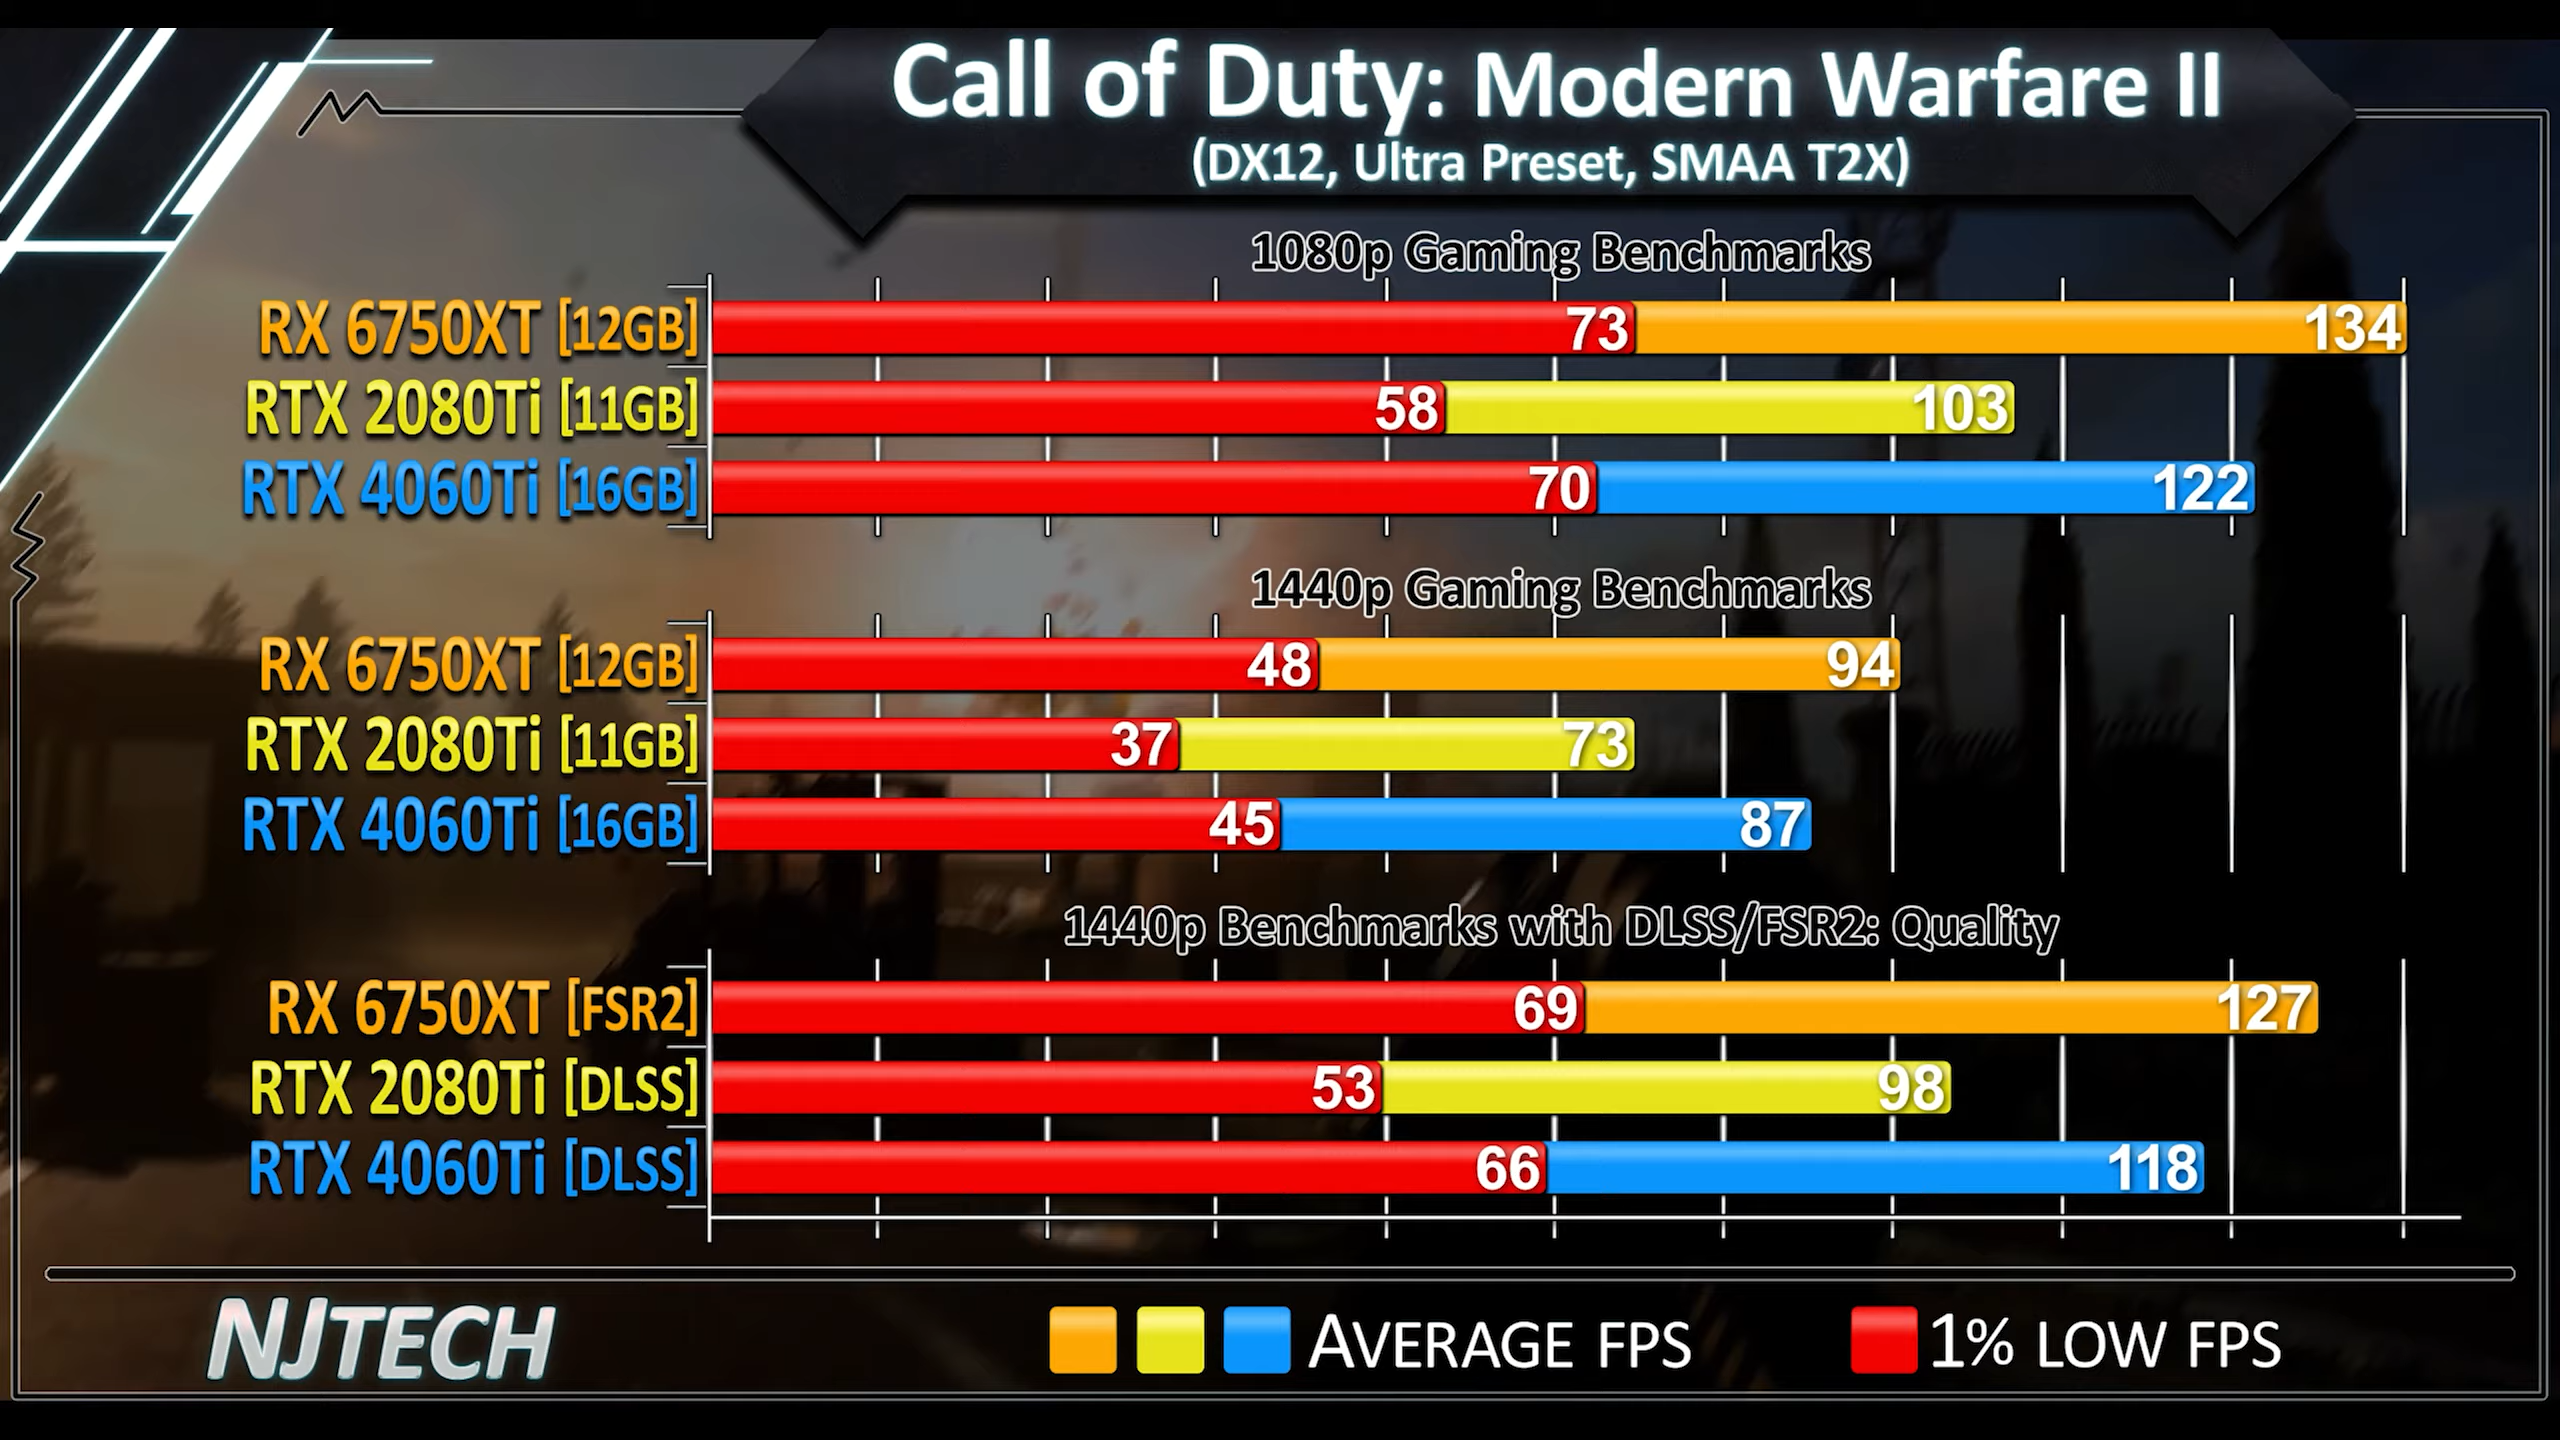 Call of Duty: Modern Warfare II
(DX12, Ultra Preset, SMAA T2X)
1080p Gaming Benchmarks
RX 6750XT [12GB] 73 134
RTX 2080Ti [11GB] 58 103
RTX 4060Ti [16GB] 70 122
1440p Gaming Benchmarks
RX 6750XT [12GB] 48 94
RTX 2080Ti [11GB] 37 73
RTX 4060Ti [16GB] 45 87
1440p Benchmarks with DLSS/FSR2: Quality
RX 6750XT [FSR2] 69 127
RTX 2080Ti [DLSS] 53 98
RTX 4060Ti [DLSS] 66 118
NJTECH AVERAGE FPS 1% LOW FPS